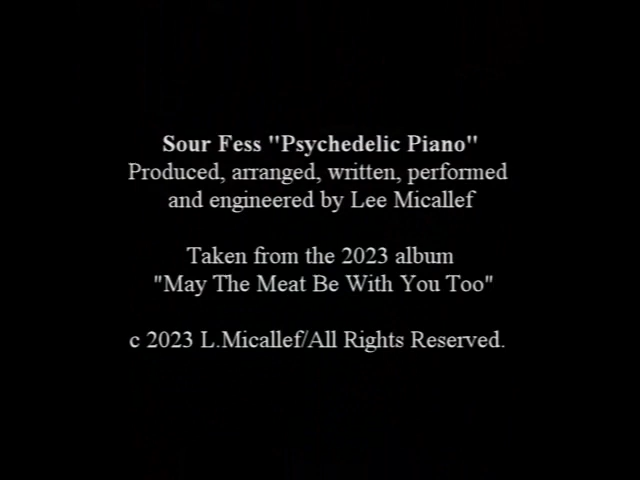 Sour Fess "Psychedelic Piano"
Produced, arranged, written, performed
and engineered by Lee Micallef
Taken from the 2023 album
"May The Meat Be With You Too"
c 2023 L.Micallef/All Rights Reserved.